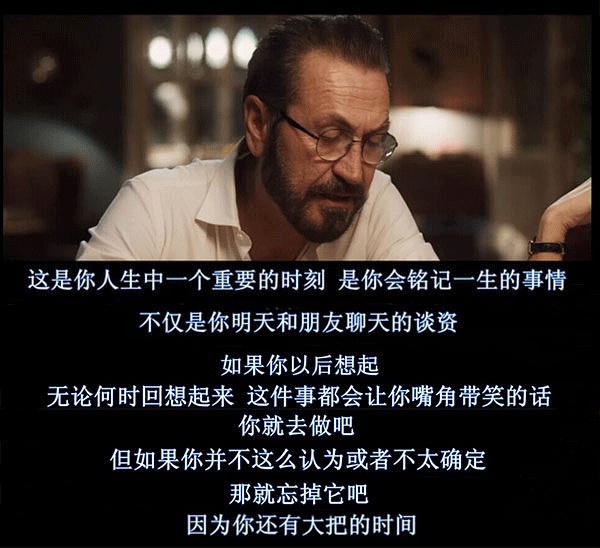 这是你人生中一个重要的时刻 是你会铭记一生的事情
不仅是你明天和朋友聊天的谈资
如果你以后想起
无论何时回想起来 这件事都会让你嘴角带笑的话
你就去做吧
但如果你并不这么认为或者不太确定
那就忘掉它吧
因为你还有大把的时间